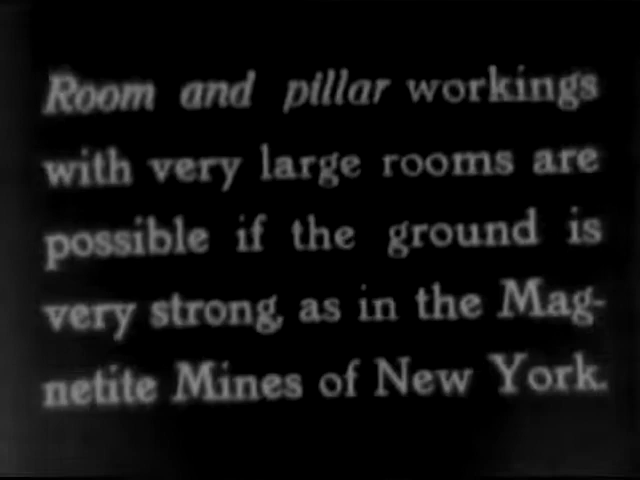 Room and pillar workings
with very large rooms are
possible if the ground is
very strong, as in the Mag-
netite Mines of New York.